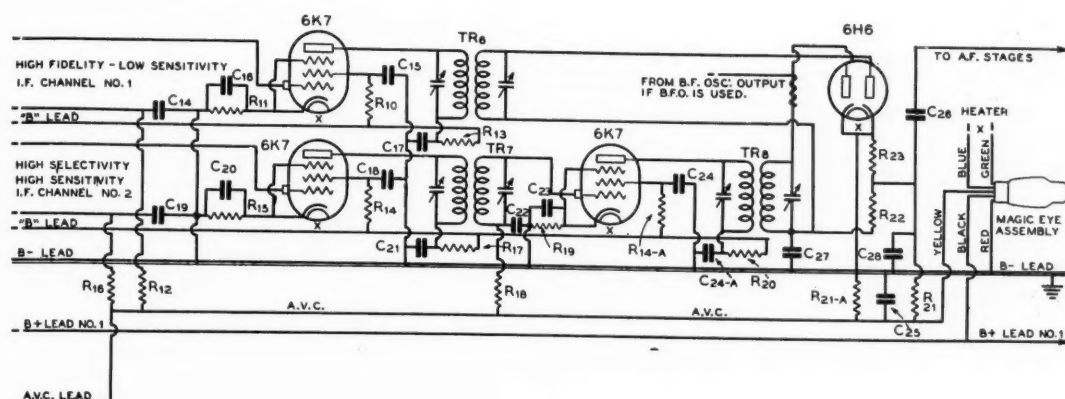 6K7
TR6
6H6
HIGH FIDELITY - LOW SENSITIVITY
I.F. CHANNEL NO. 1
C16
C15
TO A.F. STAGES
FROM B.F. OSC. OUTPUT
IF B.F.O. IS USED.
C14
R11
R10
"B" LEAD
C26
HEATER
X
BLUE
GREEN
X
X
HIGH SELECTIVITY
HIGH SENSITIVITY
I.F. CHANNEL NO. 2
C20
6K7
C17
R13
TR7
6K7
C18
C23
C24
TR8
R23
C19
R15
R14
C22
R22
MAGIC EYE
ASSEMBLY
YELLOW
BLACK
RED
"B" LEAD
X
X
B- LEAD
C21
R17
R19
R14-A
C24-A
R20
C27
C28
B- LEAD
R16
R12
R18
R21-A
R21
C25
A.V.C.
A.V.C.
B+ LEAD NO.1
B+ LEAD NO.1
A.V.C. LEAD